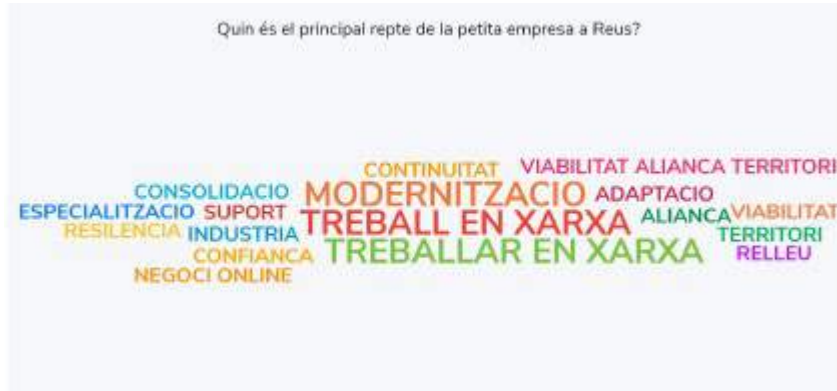 Quin és el principal repte de la petita empresa a Reus?
CONTINUITAT
VIABILITAT ALIANCA TERRITORI
CONSOLIDACIO
MODERNITZACIO
ADAPTACIO
ESPECIALITZACIO
SUPORT
TREBALL EN XARXA
ALIANCA
VIABILITAT
RESILENCIA
INDUSTRIA
TERRITORI
CONFIANCA
TREBALLAR EN XARXA
RELLEU
NEGOCI ONLINE